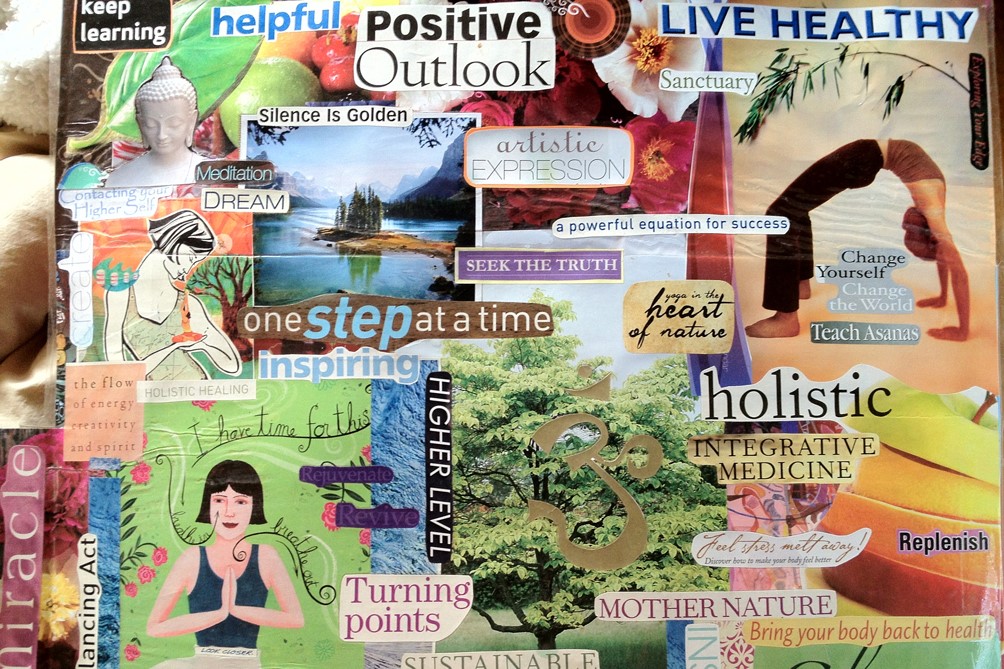 keep
learning
helpful
Positive
Outlook
LIVE HEALTHY
Sanctuary
Exploring Your Edge
Silence Is Golden
artistic
EXPRESSION
Meditation
DREAM
Contacting your
Higher Self
create
a powerful equation for success
SEEK THE TRUTH
Change
Yourself
Change
the World
Teach Asanas
one step at a time
inspiring
yoga in the
heart
of nature
HOLISTIC HEALING
the flow
of energy
creativity
and spirit
I have time for this
HIGHER LEVEL
holistic
INTEGRATIVE
MEDICINE
Rejuvenate
Revive
breathe
miracle
lancing Act
Feel stress melt away!
Discover how to make your body feel better
Replenish
Turning
points
MOTHER NATURE
Bring your body back to health
LOOK CLOSER.
SUSTAINABLE